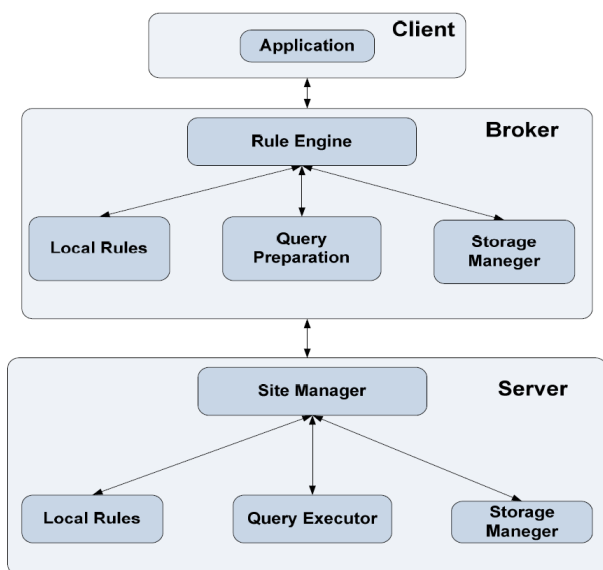 Client
Application
Broker
Rule Engine
Local Rules
Query
Preparation
Storage
Maneger
Server
Site Manager
Local Rules
Query Executor
Storage
Maneger